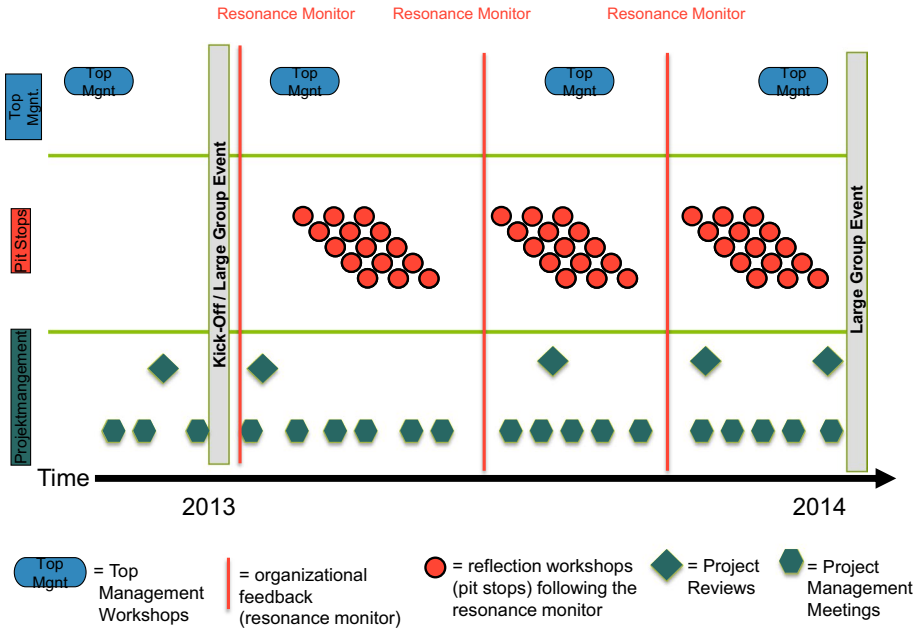 Resonance Monitor
Resonance Monitor
Resonance Monitor
Top
Mgnt.
Top
Mgnt
Top
Mgnt
Top
Mgnt
Top
Mgnt
Kick-Off / Large Group Event
Large Group Event
Pit Stops
Projektmangement
Time
2013
2014
Top
Mgnt
= Top
Management
Workshops
= organizational
feedback
(resonance monitor)
= reflection workshops
(pit stops) following the
resonance monitor
= Project
Reviews
= Project
Management
Meetings